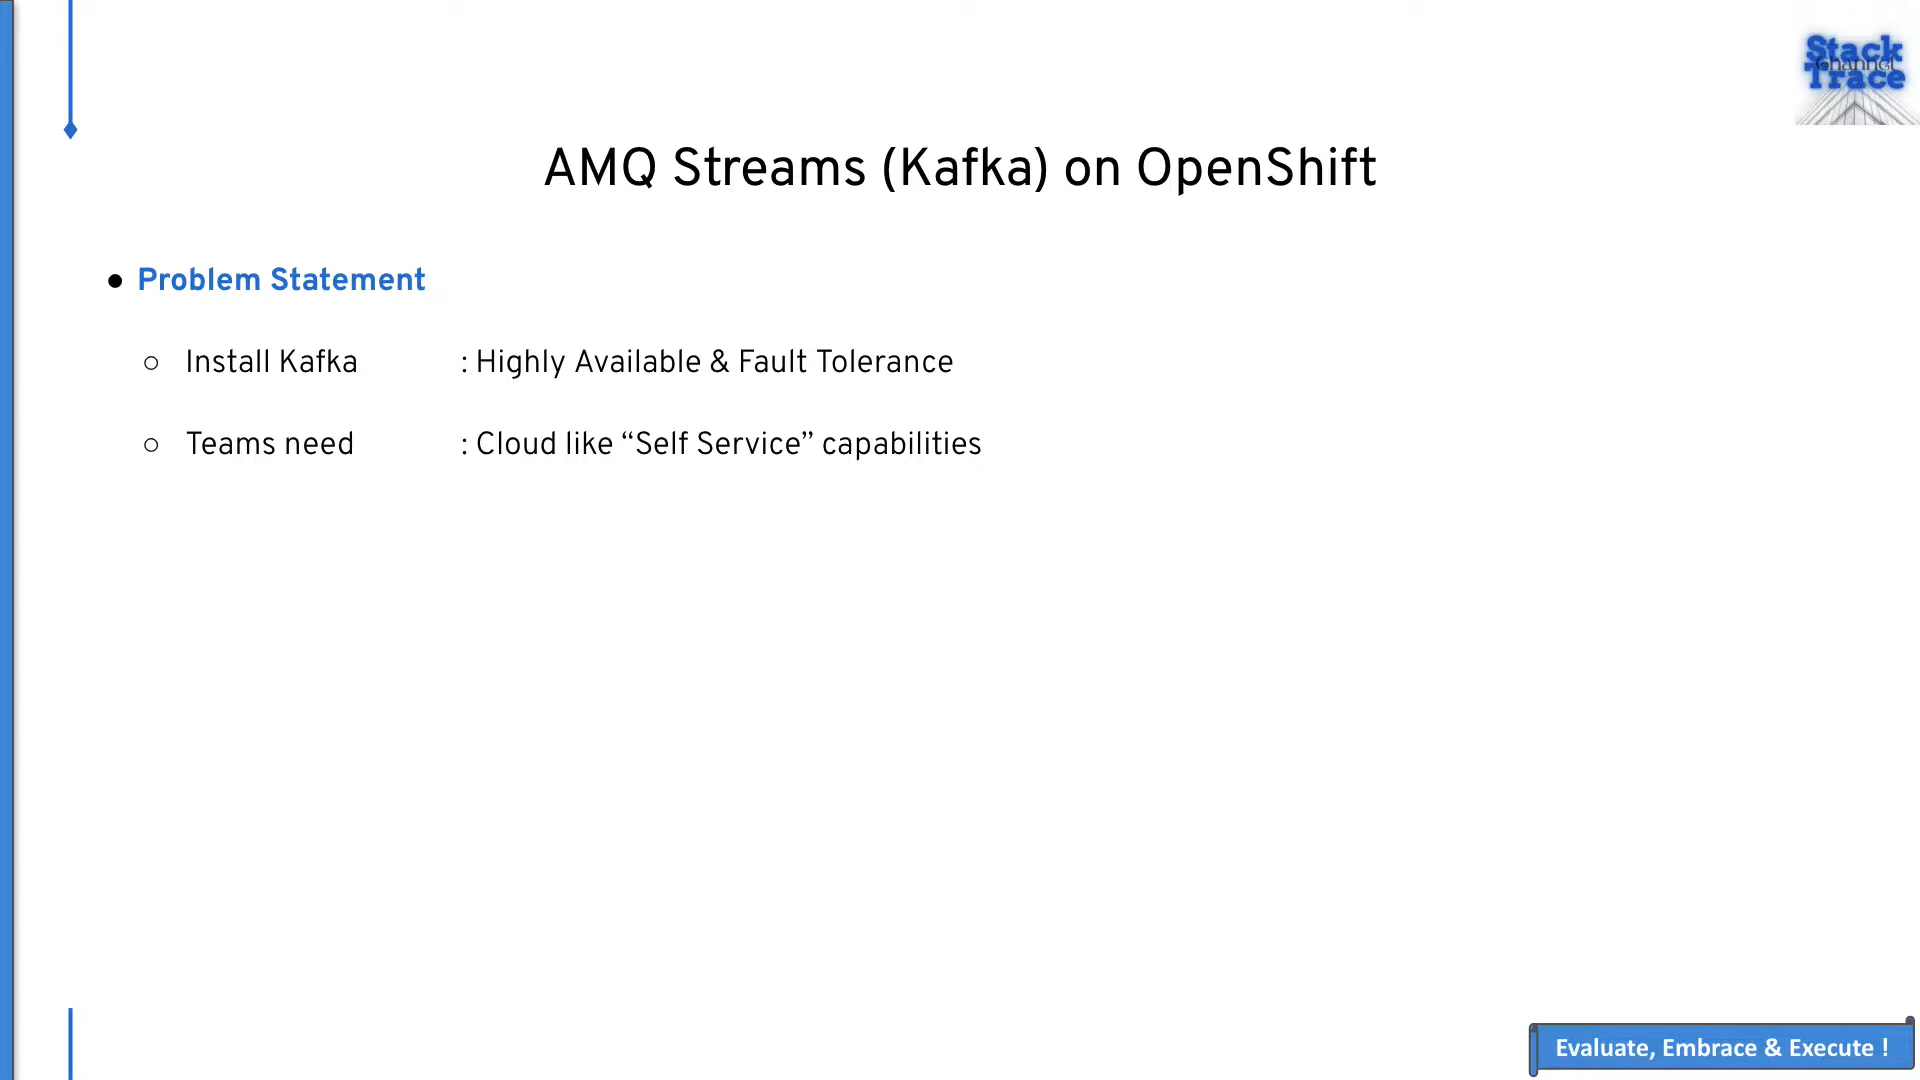 Stack
Channel
Trace
AMQ Streams (Kafka) on OpenShift
● Problem Statement
○ Install Kafka : Highly Available & Fault Tolerance
○ Teams need : Cloud like “Self Service” capabilities
Evaluate, Embrace & Execute !